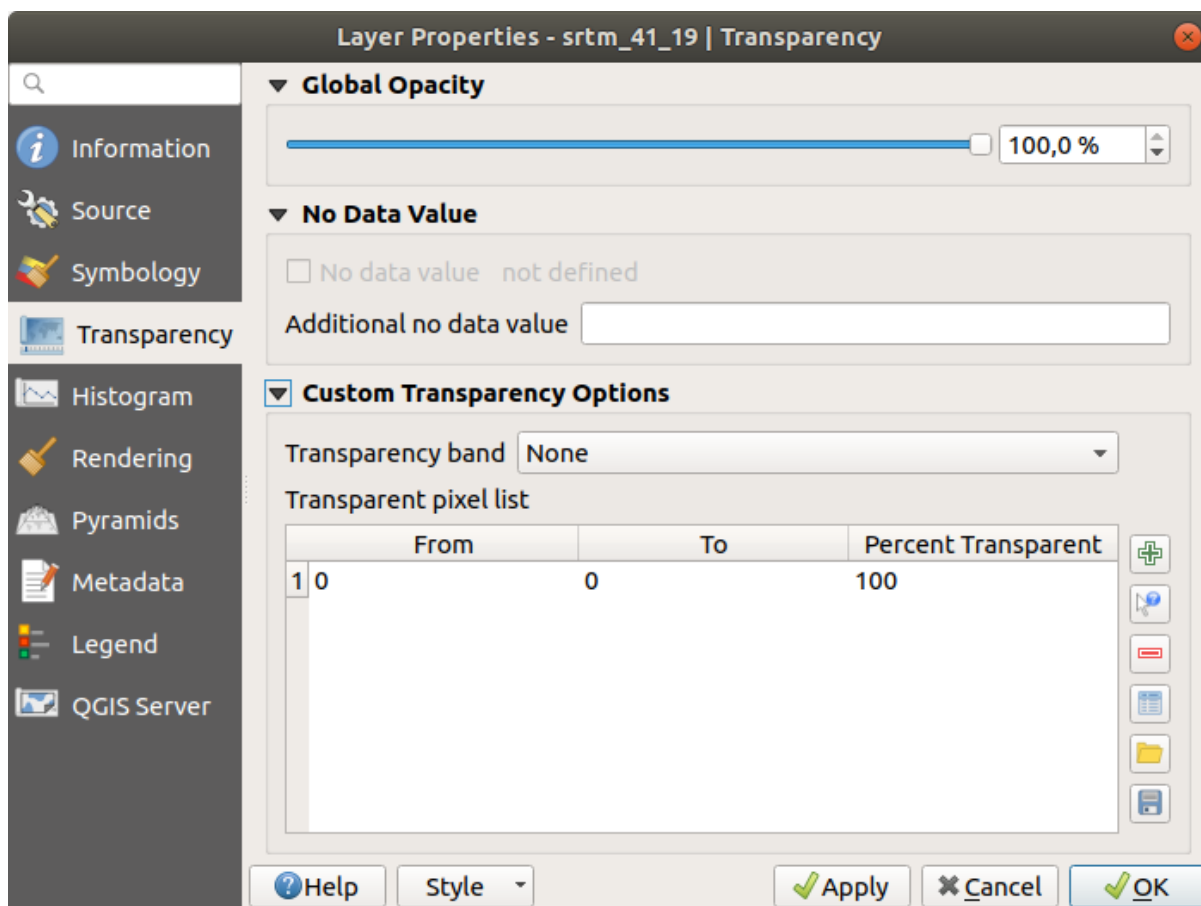 Layer Properties - srtm_41_19 | Transparency
Information
Source
Symbology
Transparency
Histogram
Rendering
Pyramids
Metadata
Legend
QGIS Server
Global Opacity
100,0 %
No Data Value
No data value not defined
Additional no data value
Custom Transparency Options
Transparency band None
Transparent pixel list
From To Percent Transparent
1 0 0 100
Help Style Apply Cancel OK